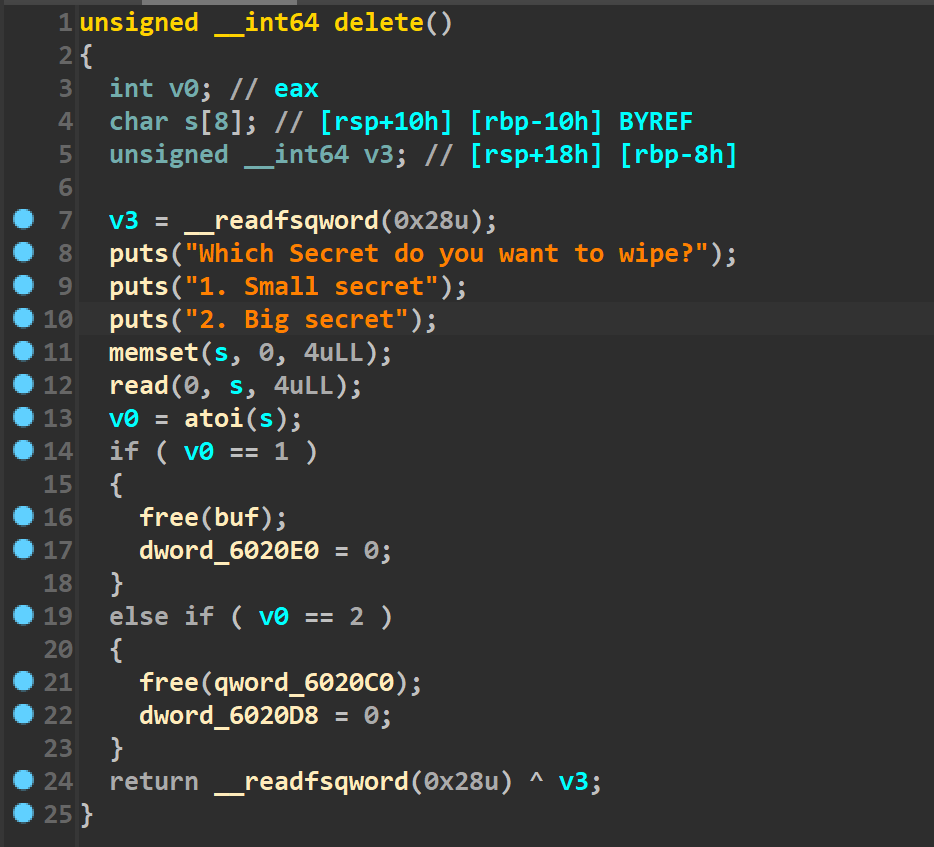 1 unsigned __int64 delete()
2 {
3   int v0; // eax
4   char s[8]; // [rsp+10h] [rbp-10h] BYREF
5   unsigned __int64 v3; // [rsp+18h] [rbp-8h]
6
7   v3 = __readfsqword(0x28u);
8   puts("Which Secret do you want to wipe?");
9   puts("1. Small secret");
10   puts("2. Big secret");
11   memset(s, 0, 4uLL);
12   read(0, s, 4uLL);
13   v0 = atoi(s);
14   if ( v0 == 1 )
15   {
16     free(buf);
17     dword_6020E0 = 0;
18   }
19   else if ( v0 == 2 )
20   {
21     free(qword_6020C0);
22     dword_6020D8 = 0;
23   }
24   return __readfsqword(0x28u) ^ v3;
25 }